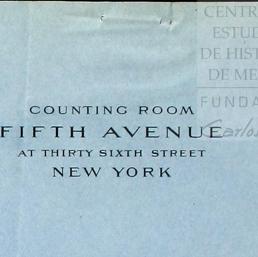 CENTR
ESTUD
DE HIST
DE ME
FUNDA
Carlos
COUNTING ROOM
FIFTH AVENUE
AT THIRTY SIXTH STREET
NEW YORK